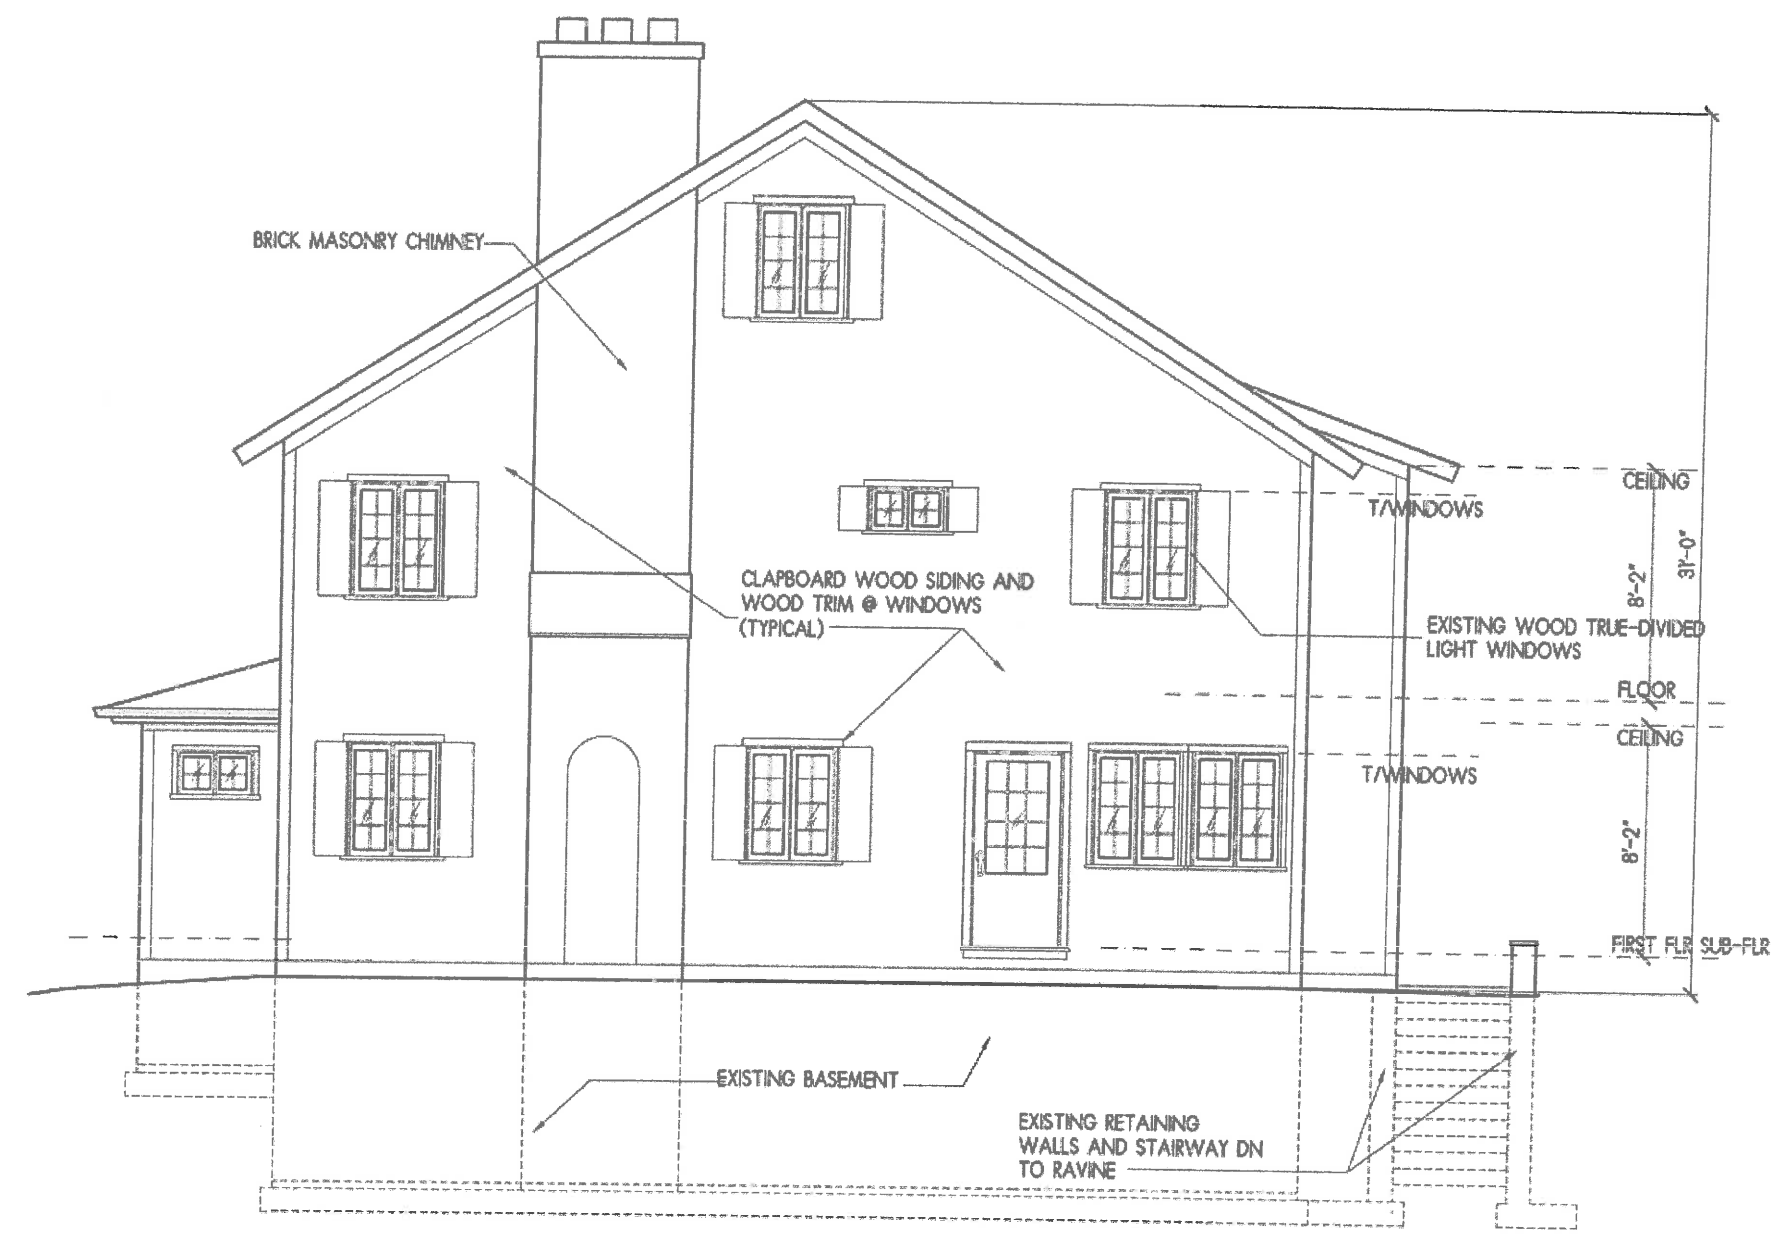 BRICK MASONRY CHIMNEY
CEILING
T/WINDOWS
31'-0"
8'-2"
CLAPBOARD WOOD SIDING AND
WOOD TRIM @ WINDOWS
(TYPICAL)
EXISTING WOOD TRUE-DIVIDED
LIGHT WINDOWS
FLOOR
CEILING
T/WINDOWS
8'-2"
FIRST FLR SUB-FLR
EXISTING BASEMENT
EXISTING RETAINING
WALLS AND STAIRWAY DN
TO RAVINE